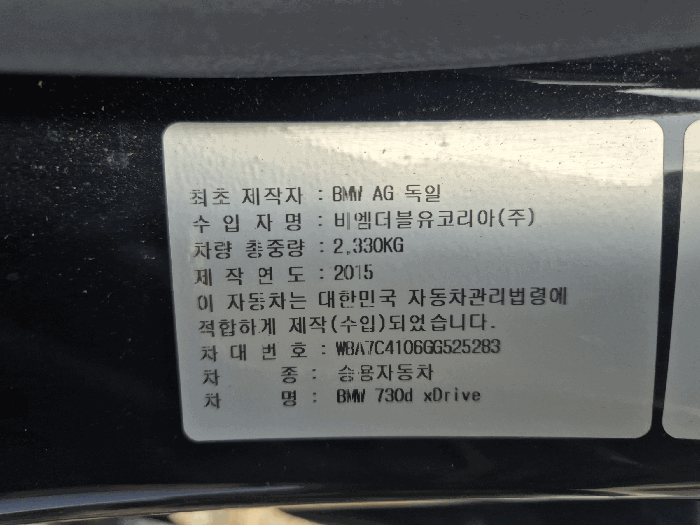 최초 제작자 : BMW AG 독일
수 입 자 명 : 비엠더블유코리아(주)
차량 총중량 : 2,330KG
제 작 연 도 : 2015
이 자동차는 대한민국 자동차관리법령에
적합하게 제작(수입)되었습니다.
차 대 번 호 : WBA7C4106GG525283
차 종 : 승용자동차
차 명 : BMW 730d xDrive